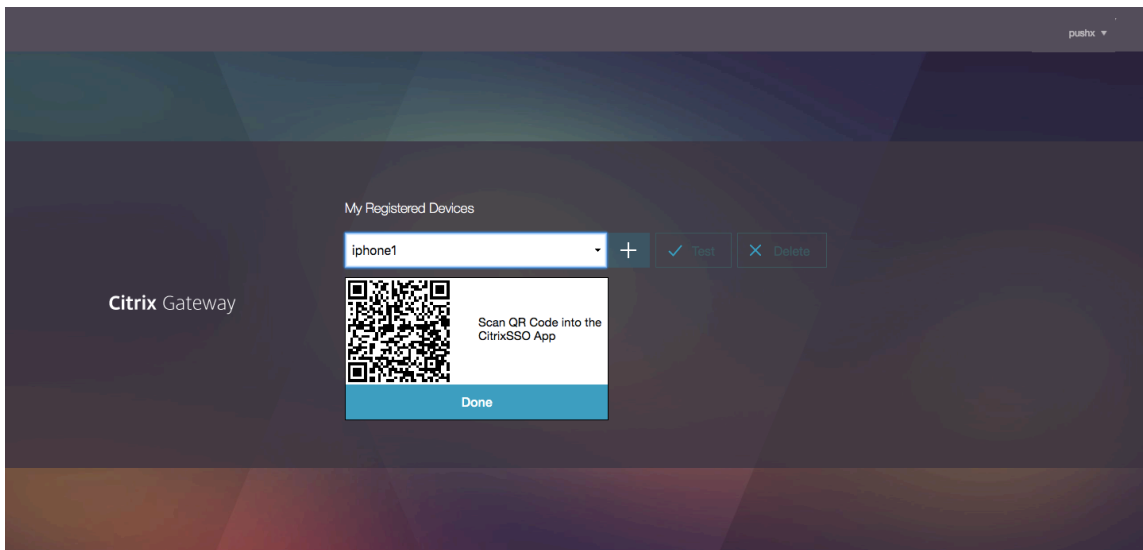 pushx
My Registered Devices
iphone1
Test
Delete
Citrix Gateway
Scan QR Code into the
CitrixSSO App
Done